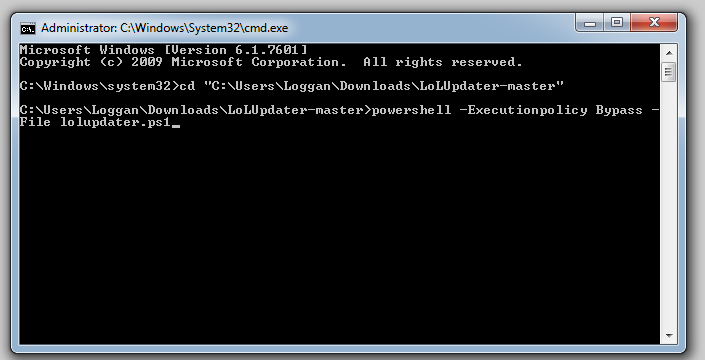 Administrator: C:\Windows\System32\cmd.exe
Microsoft Windows [Version 6.1.7601]
Copyright (c) 2009 Microsoft Corporation.  All rights reserved.
C:\Windows\system32>cd "C:\Users\Loggan\Downloads\LoLUpdater-master"
C:\Users\Loggan\Downloads\LoLUpdater-master>powershell -Executionpolicy Bypass -
File lolupdater.ps1_